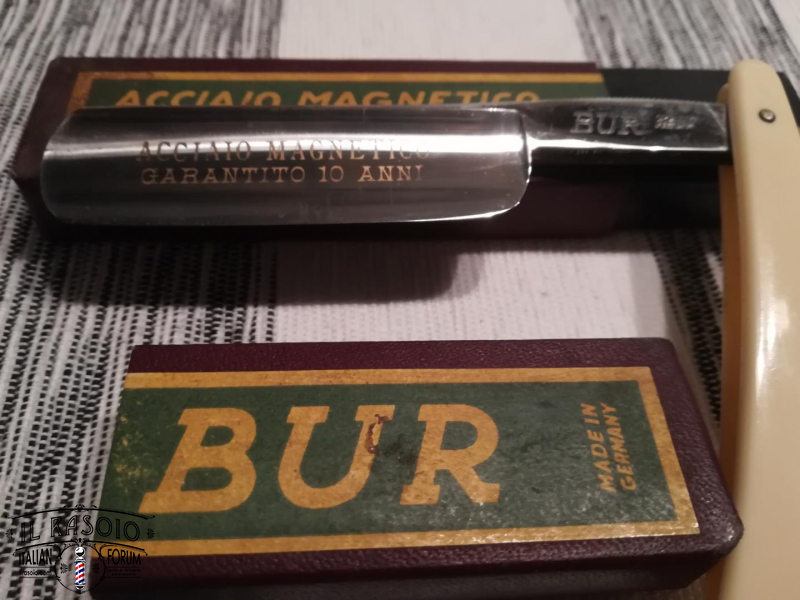 ACCIAIO MAGNETICO
BUR
ACCIAIO MAGNETICO
GARANTITO 10 ANNI
BUR
MADE IN
GERMANY
IL RASOIO
ITALIAN FORUM